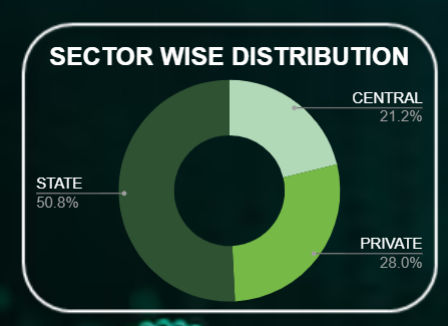 SECTOR WISE DISTRIBUTION
CENTRAL
21.2%
STATE
50.8%
PRIVATE
28.0%